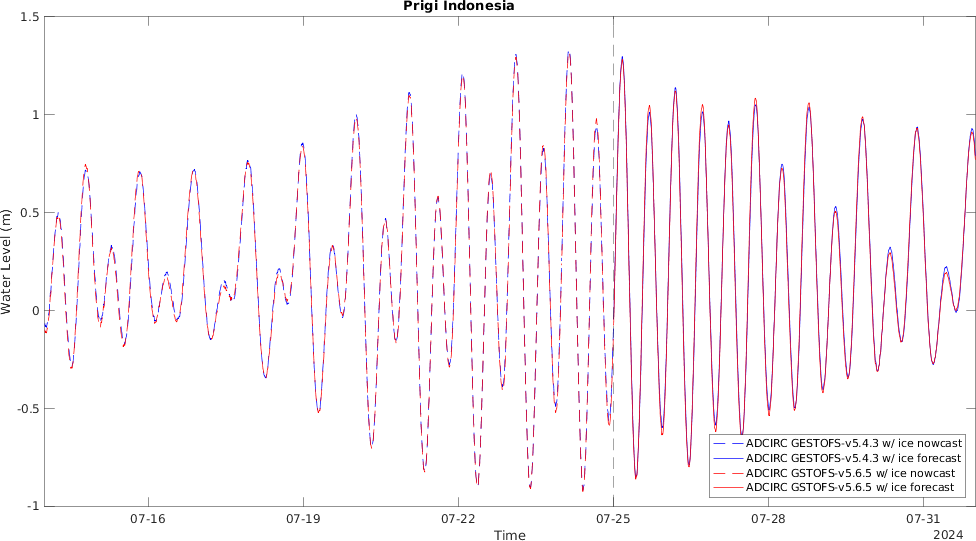 Prigi Indonesia
Water Level (m)
1.5
1
0.5
0
-0.5
-1
ADCIRC GESTOFS-v5.4.3 w/ ice nowcast
ADCIRC GESTOFS-v5.4.3 w/ ice forecast
ADCIRC GSTOFS-v5.6.5 w/ ice nowcast
ADCIRC GSTOFS-v5.6.5 w/ ice forecast
07-16 07-19 07-22 07-25 07-28 07-31
Time
2024